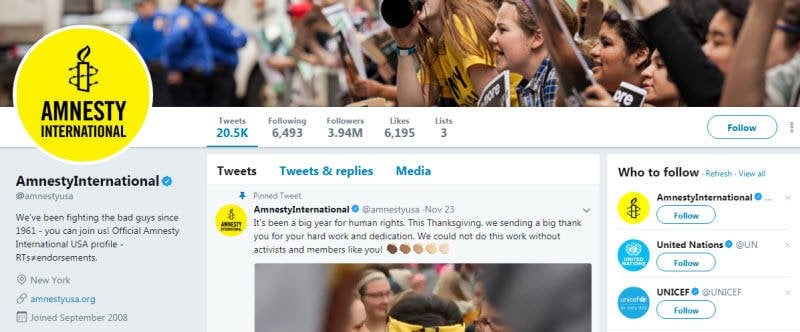 AMNESTY
INTERNATIONAL
more
ore
Tweets
20.5K
Following
6,493
Followers
3.94M
Likes
6,195
Lists
3
Follow
AmnestyInternational
@amnestyusa
We've been fighting the bad guys since
1961 - you can join us! Official Amnesty
International USA profile -
RTs≠endorsements.
New York
amnestyusa.org
Joined September 2008
Tweets Tweets & replies Media
Pinned Tweet
AmnestyInternational @amnestyusa · Nov 23
It's been a big year for human rights. This Thanksgiving, we sending a big thank
you for your hard work and dedication. We could not do this work without
activists and members like you! ✊🏿✊🏾✊🏽✊🏼✊🏻
Who to follow · Refresh · View all
AmnestyInternational ...
Follow
UNITED
NATIONS
United Nations @UN
Follow
unicef
UNICEF @UNICEF
Follow